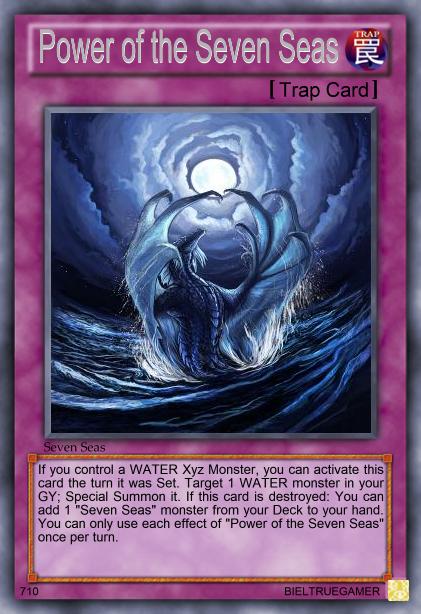 Power of the Seven Seas
TRAP
罠
[ Trap Card ]
Seven Seas
If you control a WATER Xyz Monster, you can activate this
card the turn it was Set. Target 1 WATER monster in your
GY; Special Summon it. If this card is destroyed: You can
add 1 "Seven Seas" monster from your Deck to your hand.
You can only use each effect of "Power of the Seven Seas"
once per turn.
710
BIELTRUEGAMER